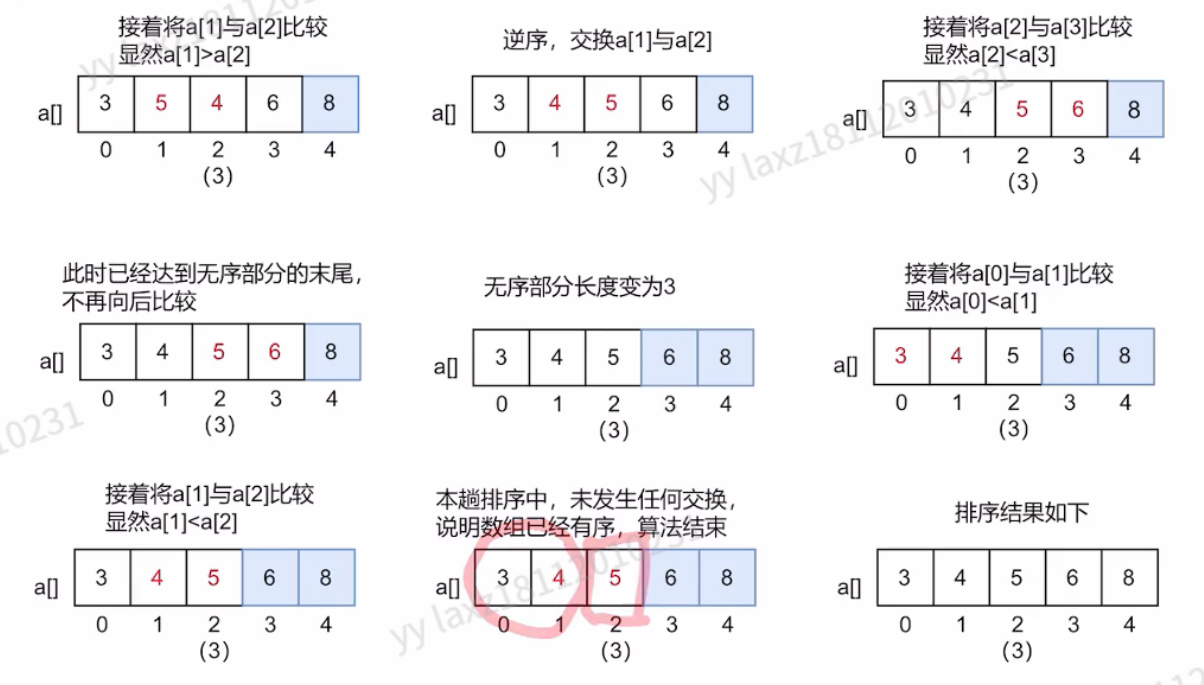 接着将a[1]与a[2]比较
显然a[1]>a[2]
a[] 3 5 4 6 8
0 1 2 3 4
(3)
逆序，交换a[1]与a[2]
a[] 3 4 5 6 8
0 1 2 3 4
(3)
接着将a[2]与a[3]比较
显然a[2]<a[3]
a[] 3 4 5 6 8
0 1 2 3 4
(3)
此时已经达到无序部分的末尾，
不再向后比较
a[] 3 4 5 6 8
0 1 2 3 4
(3)
无序部分长度变为3
a[] 3 4 5 6 8
0 1 2 3 4
(3)
接着将a[0]与a[1]比较
显然a[0]<a[1]
a[] 3 4 5 6 8
0 1 2 3 4
(3)
接着将a[1]与a[2]比较
显然a[1]<a[2]
a[] 3 4 5 6 8
0 1 2 3 4
(3)
本趟排序中，未发生任何交换，
说明数组已经有序，算法结束
a[] 3 4 5 6 8
0 1 2 3 4
(3)
排序结果如下
a[] 3 4 5 6 8
0 1 2 3 4
(3)
yy laxz18112010231
yy laxz18112010231
10231